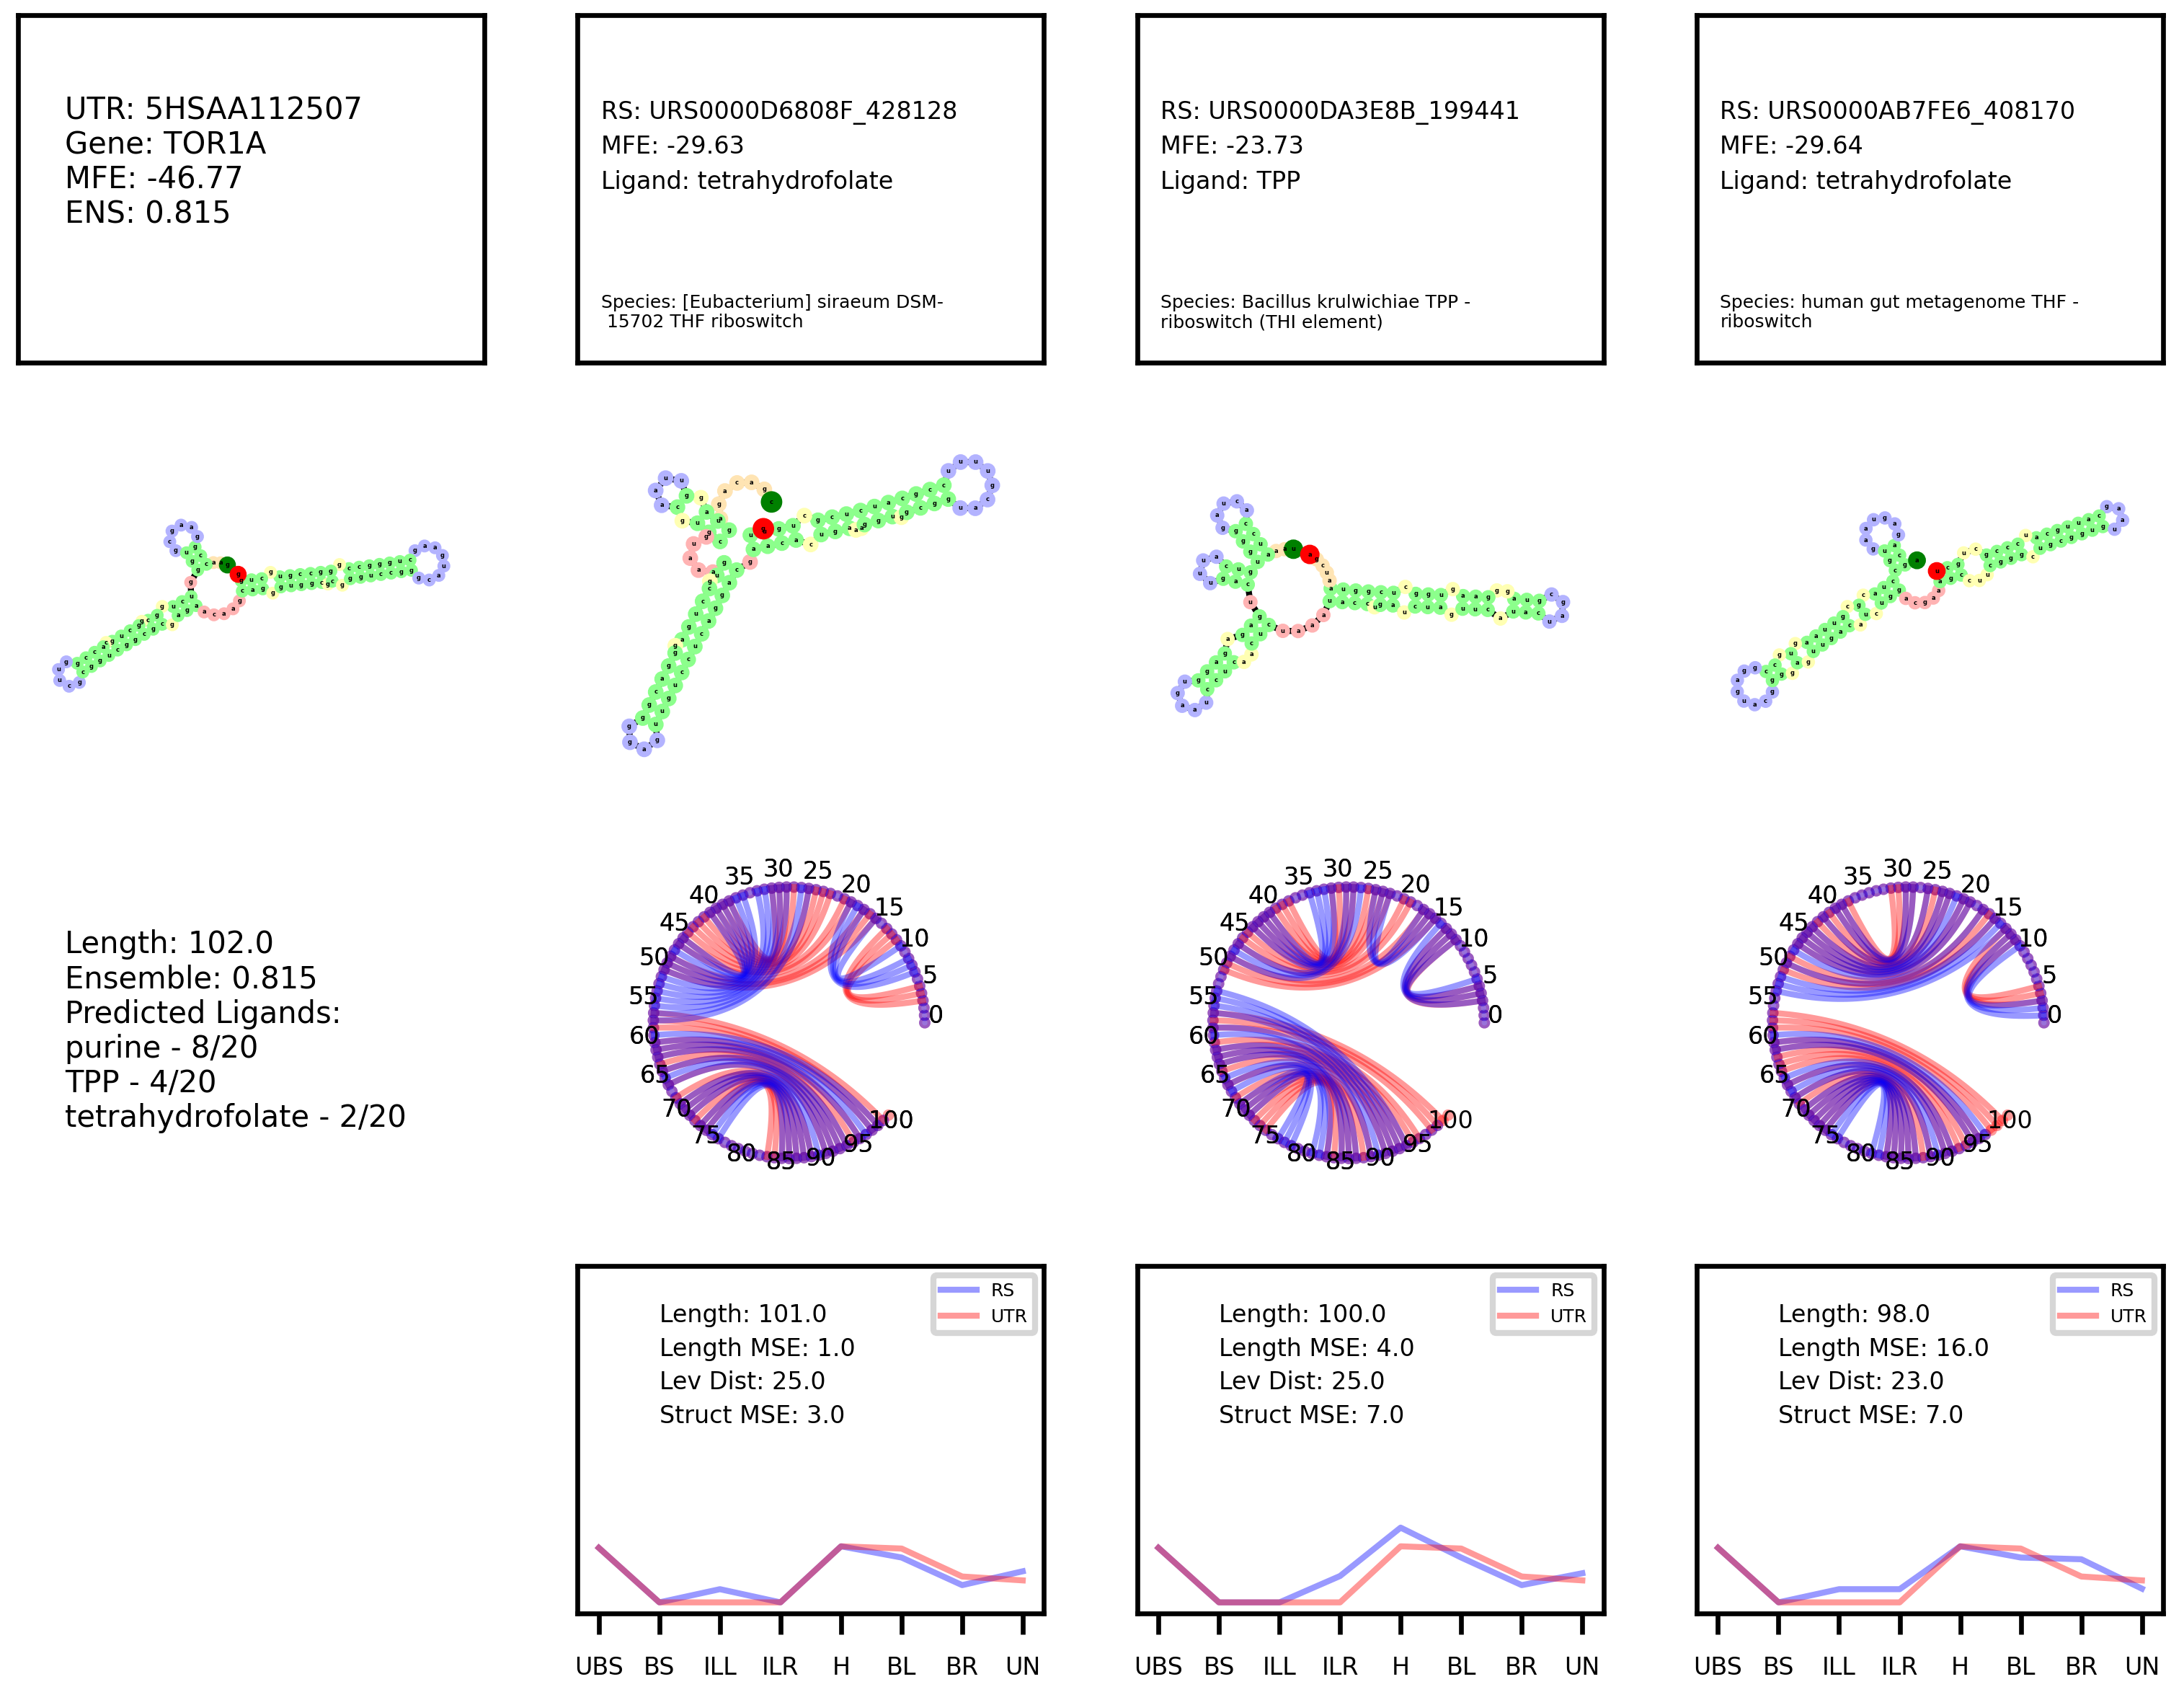 UTR: 5HSAA112507
Gene: TOR1A
MFE: -46.77
ENS: 0.815
RS: URS0000D6808F_428128
MFE: -29.63
Ligand: tetrahydrofolate
Species: [Eubacterium] siraeum DSM-
15702 THF riboswitch
RS: URS0000DA3E8B_199441
MFE: -23.73
Ligand: TPP
Species: Bacillus krulwichiae TPP -
riboswitch (THI element)
RS: URS0000AB7FE6_408170
MFE: -29.64
Ligand: tetrahydrofolate
Species: human gut metagenome THF -
riboswitch
Length: 102.0
Ensemble: 0.815
Predicted Ligands:
purine - 8/20
TPP - 4/20
tetrahydrofolate - 2/20
0 5 10 15 20 25 30 35 40 45 50 55 60 65 70 75 80 85 90 95 100
0 5 10 15 20 25 30 35 40 45 50 55 60 65 70 75 80 85 90 95 100
0 5 10 15 20 25 30 35 40 45 50 55 60 65 70 75 80 85 90 95 100
RS
UTR
Length: 101.0
Length MSE: 1.0
Lev Dist: 25.0
Struct MSE: 3.0
UBS BS ILL ILR H BL BR UN
RS
UTR
Length: 100.0
Length MSE: 4.0
Lev Dist: 25.0
Struct MSE: 7.0
UBS BS ILL ILR H BL BR UN
RS
UTR
Length: 98.0
Length MSE: 16.0
Lev Dist: 23.0
Struct MSE: 7.0
UBS BS ILL ILR H BL BR UN